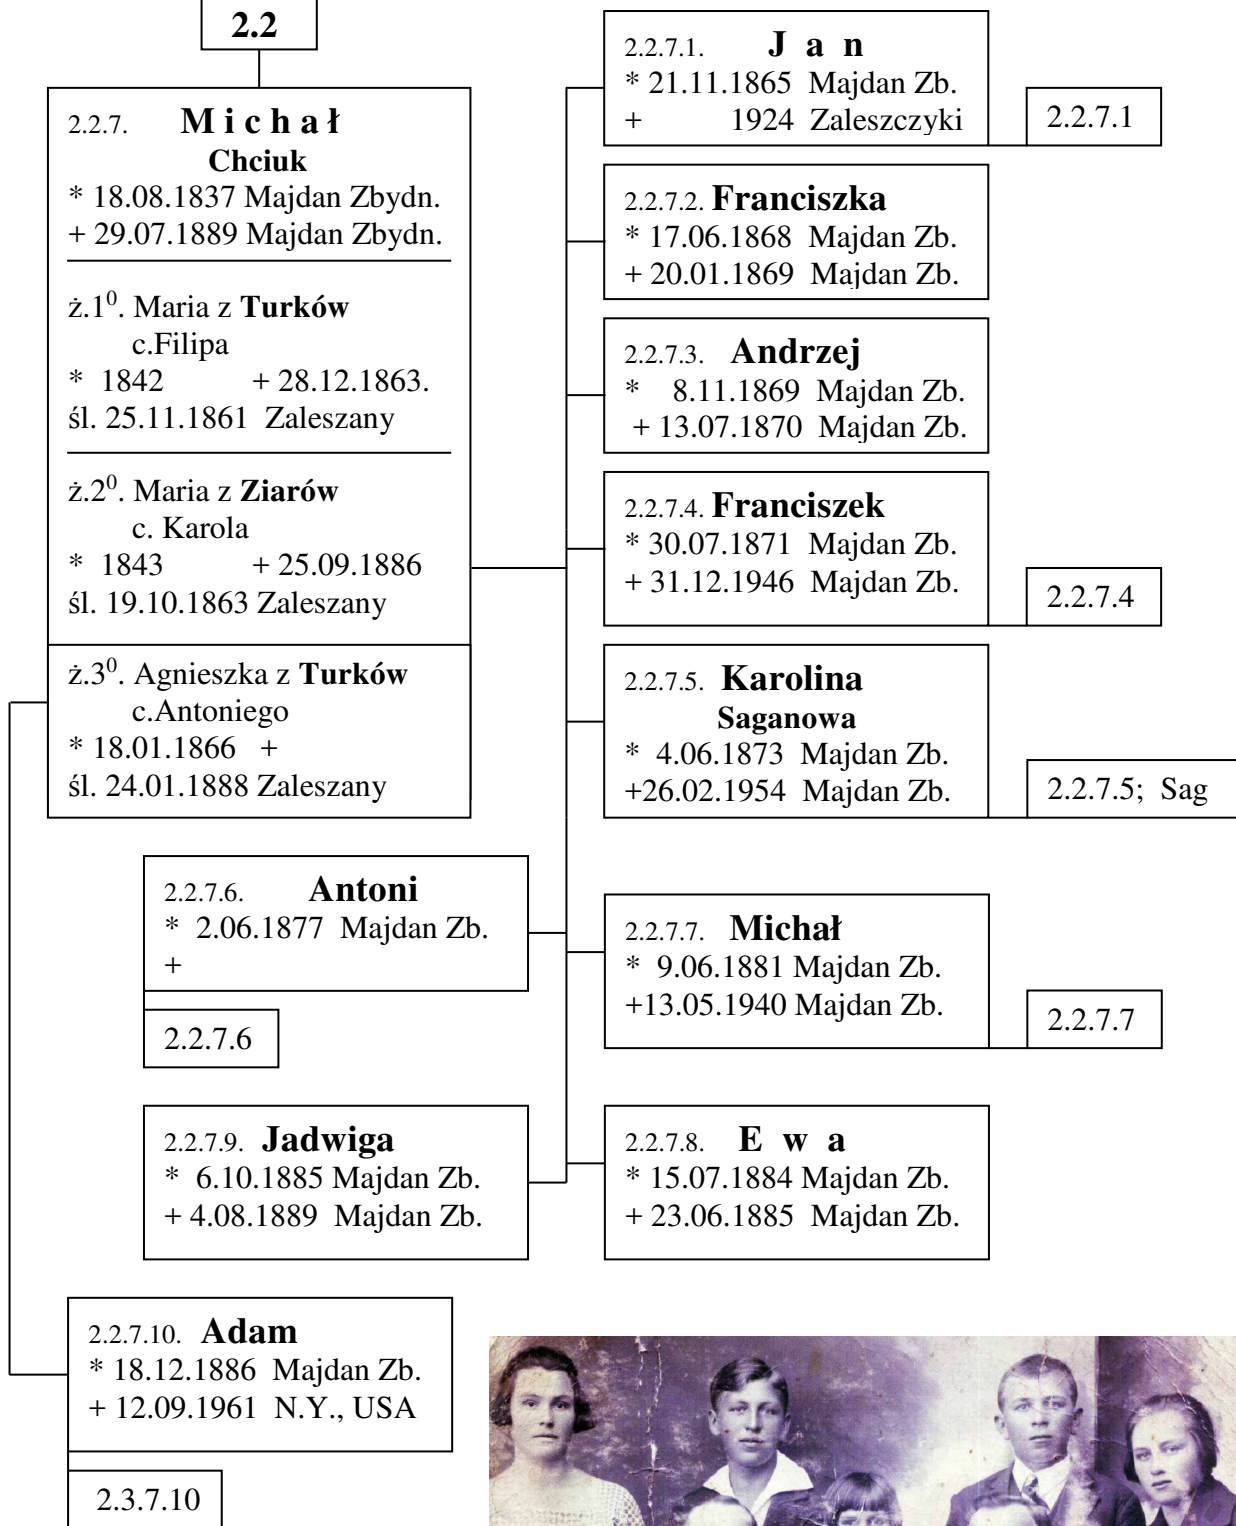 2.2
2.2.7. M i c h a ł
Chciuk
* 18.08.1837 Majdan Zbydn.
+ 29.07.1889 Majdan Zbydn.
ż.1⁰. Maria z Turków
c.Filipa
* 1842 + 28.12.1863.
śl. 25.11.1861 Zaleszany
ż.2⁰. Maria z Ziarów
c. Karola
* 1843 + 25.09.1886
śl. 19.10.1863 Zaleszany
ż.3⁰. Agnieszka z Turków
c.Antoniego
* 18.01.1866 +
śl. 24.01.1888 Zaleszany
2.2.7.1. J a n
* 21.11.1865 Majdan Zb.
+ 1924 Zaleszczyki
2.2.7.1
2.2.7.2. Franciszka
* 17.06.1868 Majdan Zb.
+ 20.01.1869 Majdan Zb.
2.2.7.3. Andrzej
* 8.11.1869 Majdan Zb.
+ 13.07.1870 Majdan Zb.
2.2.7.4. Franciszek
* 30.07.1871 Majdan Zb.
+ 31.12.1946 Majdan Zb.
2.2.7.4
2.2.7.5. Karolina
Saganowa
* 4.06.1873 Majdan Zb.
+26.02.1954 Majdan Zb.
2.2.7.5; Sag
2.2.7.6. Antoni
* 2.06.1877 Majdan Zb.
+
2.2.7.6
2.2.7.7. Michał
* 9.06.1881 Majdan Zb.
+13.05.1940 Majdan Zb.
2.2.7.7
2.2.7.9. Jadwiga
* 6.10.1885 Majdan Zb.
+ 4.08.1889 Majdan Zb.
2.2.7.8. E w a
* 15.07.1884 Majdan Zb.
+ 23.06.1885 Majdan Zb.
2.2.7.10. Adam
* 18.12.1886 Majdan Zb.
+ 12.09.1961 N.Y., USA
2.3.7.10